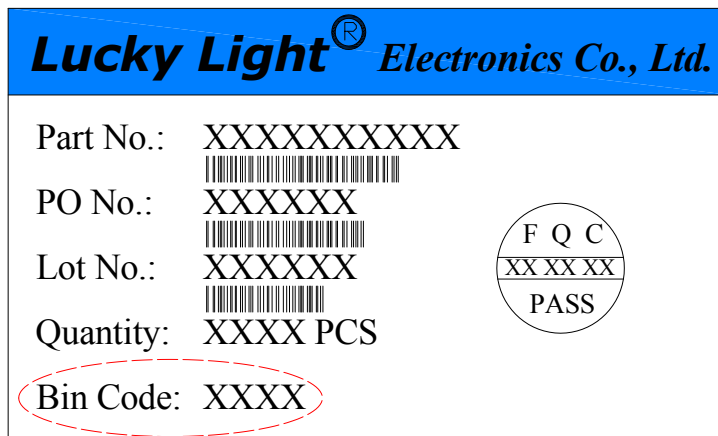 Lucky Light® Electronics Co., Ltd.
Part No.: XXXXXXXXXX
PO No.: XXXXXX
Lot No.: XXXXXX
Quantity: XXXX PCS
Bin Code: XXXX
F Q C
XX XX XX
PASS